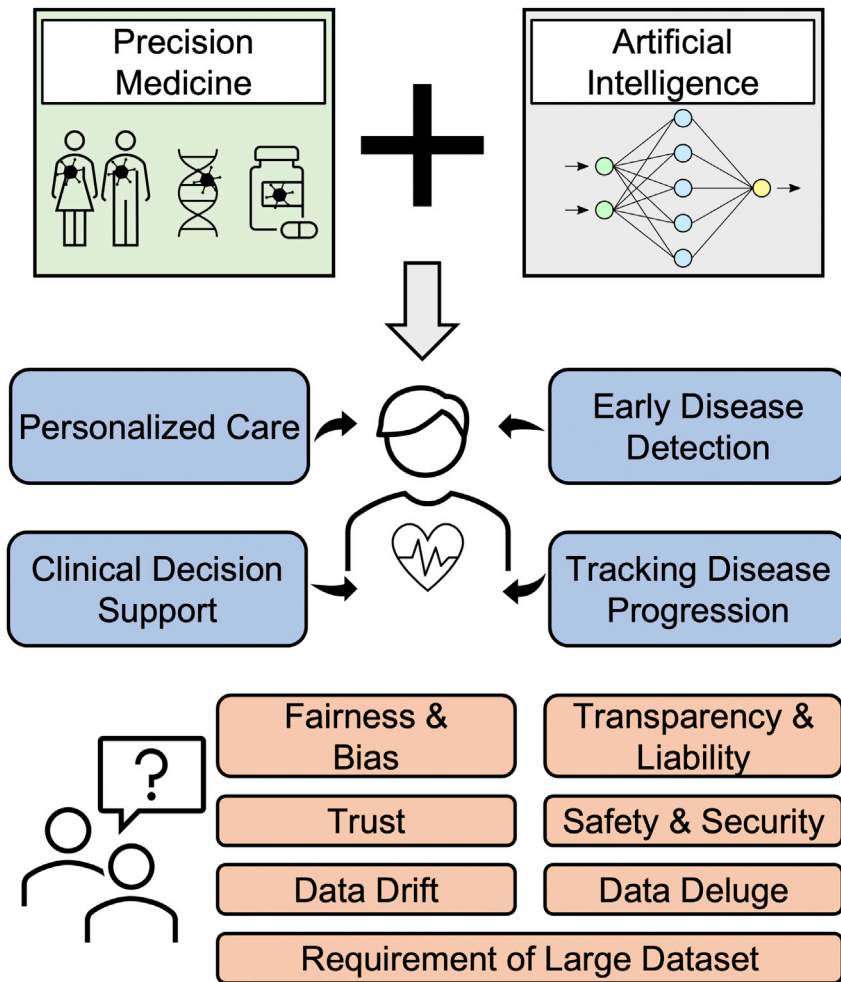 Precision
Medicine
Artificial
Intelligence
Personalized Care
Early Disease
Detection
Clinical Decision
Support
Tracking Disease
Progression
?
Fairness &
Bias
Transparency &
Liability
Trust
Safety & Security
Data Drift
Data Deluge
Requirement of Large Dataset